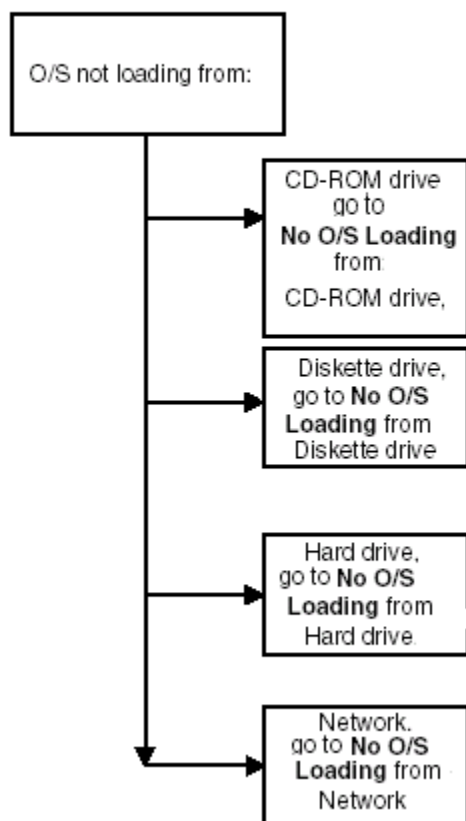 O/S not loading from:
CD-ROM drive
go to
No O/S Loading
from:
CD-ROM drive,
Diskette drive,
go to No O/S
Loading from
Diskette drive
Hard drive,
go to No O/S
Loading from
Hard drive.
Network.
go to No O/S
Loading from
Network